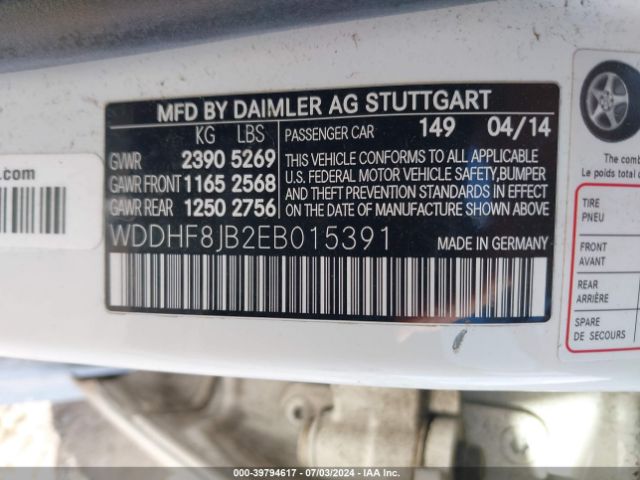 MFD BY DAIMLER AG STUTTGART
KG LBS
GVWR 2390 5269
GAWR FRONT 1165 2568
GAWR REAR 1250 2756
PASSENGER CAR 149 04/14
THIS VEHICLE CONFORMS TO ALL APPLICABLE
U.S. FEDERAL MOTOR VEHICLE SAFETY,BUMPER
AND THEFT PREVENTION STANDARDS IN EFFECT
ON THE DATE OF MANUFACTURE SHOWN ABOVE
WDDHF8JB2EB015391
MADE IN GERMANY
.com
The comb
Le poids total
TIRE
PNEU
FRONT
AVANT
REAR
ARRIÈRE
SPARE
DE SECOURS
000-39794617 - 07/03/2024 - IAA Inc.